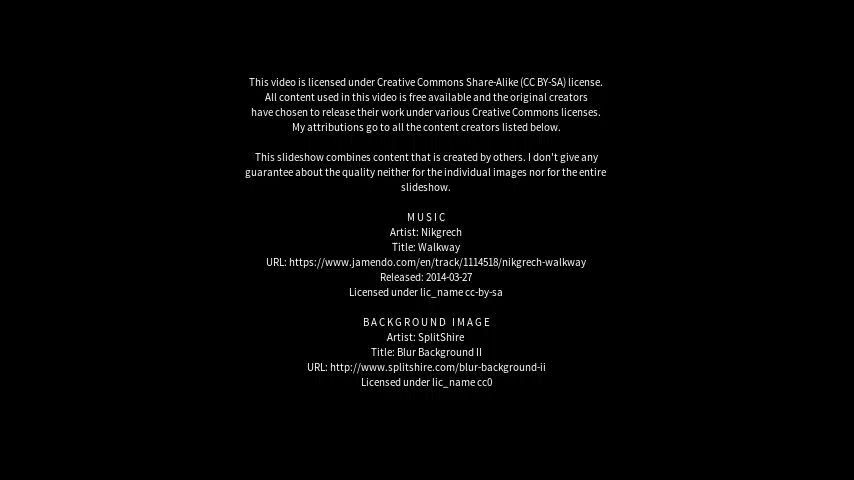 This video is licensed under Creative Commons Share-Alike (CC BY-SA) license.
All content used in this video is free available and the original creators
have chosen to release their work under various Creative Commons licenses.
My attributions go to all the content creators listed below.
This slideshow combines content that is created by others. I don't give any
guarantee about the quality neither for the individual images nor for the entire
slideshow.
MUSIC
Artist: Nikgrech
Title: Walkway
URL: https://www.jamendo.com/en/track/1114518/nikgrech-walkway
Released: 2014-03-27
Licensed under lic_name cc-by-sa
BACKGROUND IMAGE
Artist: SplitShire
Title: Blur Background II
URL: http://www.splitshire.com/blur-background-ii
Licensed under lic_name cc0